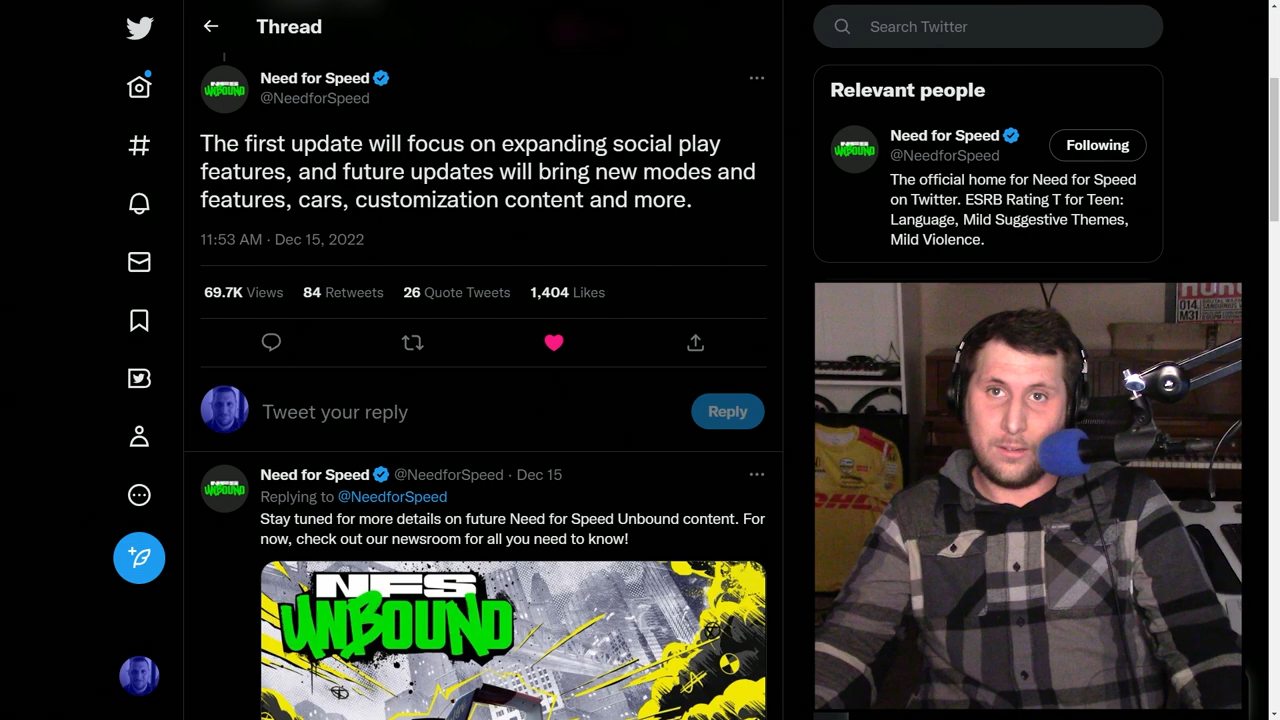 Thread
Need for Speed
@NeedforSpeed
The first update will focus on expanding social play
features, and future updates will bring new modes and
features, cars, customization content and more.
11:53 AM · Dec 15, 2022
69.7K Views 84 Retweets 26 Quote Tweets 1,404 Likes
Tweet your reply
Reply
Need for Speed @NeedforSpeed · Dec 15
Replying to @NeedforSpeed
Stay tuned for more details on future Need for Speed Unbound content. For
now, check out our newsroom for all you need to know!
NFS
UNBOUND
Search Twitter
Relevant people
Need for Speed
@NeedforSpeed
Following
The official home for Need for Speed
on Twitter. ESRB Rating T for Teen:
Language, Mild Suggestive Themes,
Mild Violence.
014.
M31
DHL